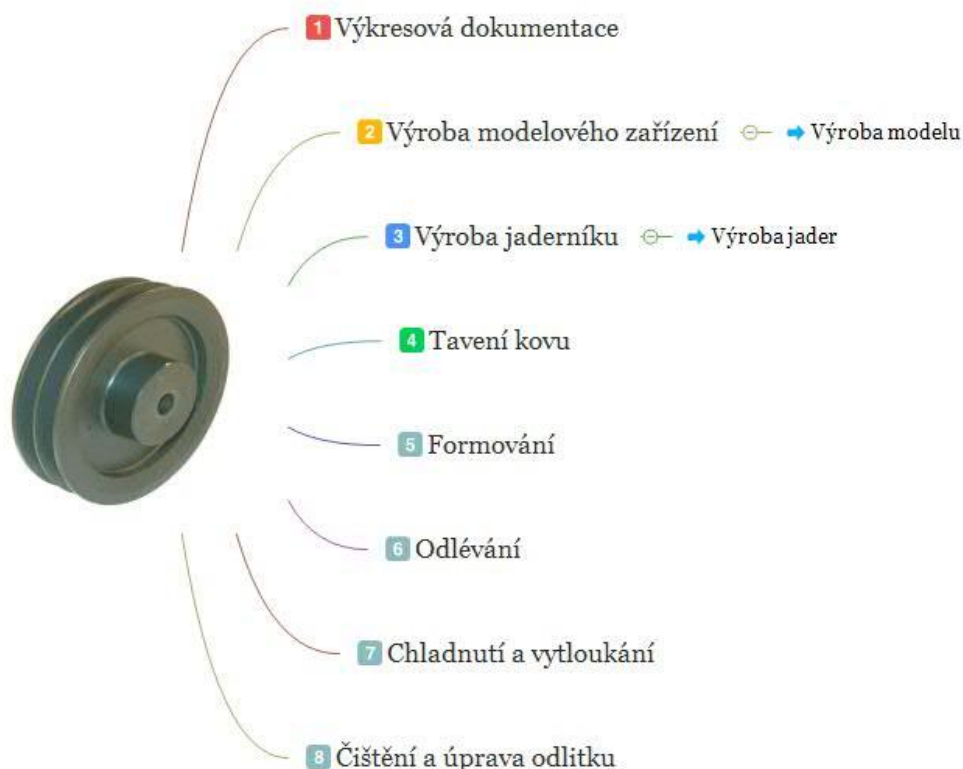 1 Výkresová dokumentace
2 Výroba modelového zařízení Výroba modelu
3 Výroba jaderníku Výroba jader
4 Tavení kovu
5 Formování
6 Odlévání
7 Chladnutí a vytloukání
8 Čištění a úprava odlitku